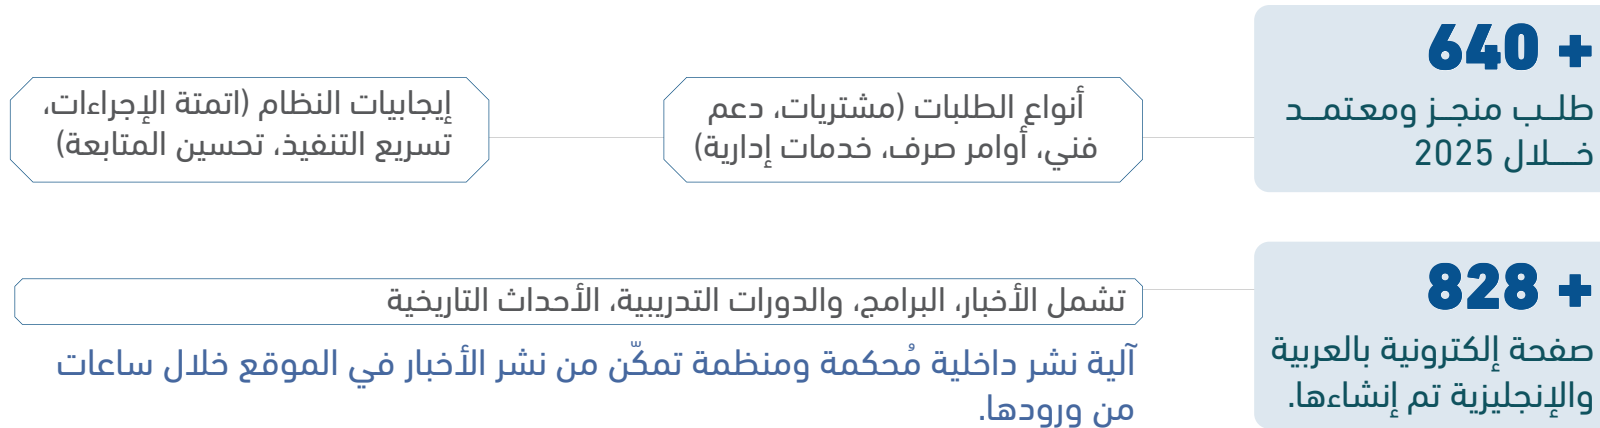 640 +
طلب منجز ومعتمد
خلال 2025
أنواع الطلبات (مشتريات، دعم
فني، أوامر صرف، خدمات إدارية)
إيجابيات النظام (اتمتة الإجراءات،
تسريع التنفيذ، تحسين المتابعة)
828 +
صفحة إلكترونية بالعربية
والإنجليزية تم إنشاءها.
تشمل الأخبار، البرامج، والدورات التدريبية، الأحداث التاريخية
آلية نشر داخلية مُحكمة ومنظمة تمكّن من نشر الأخبار في الموقع خلال ساعات
من ورودها.